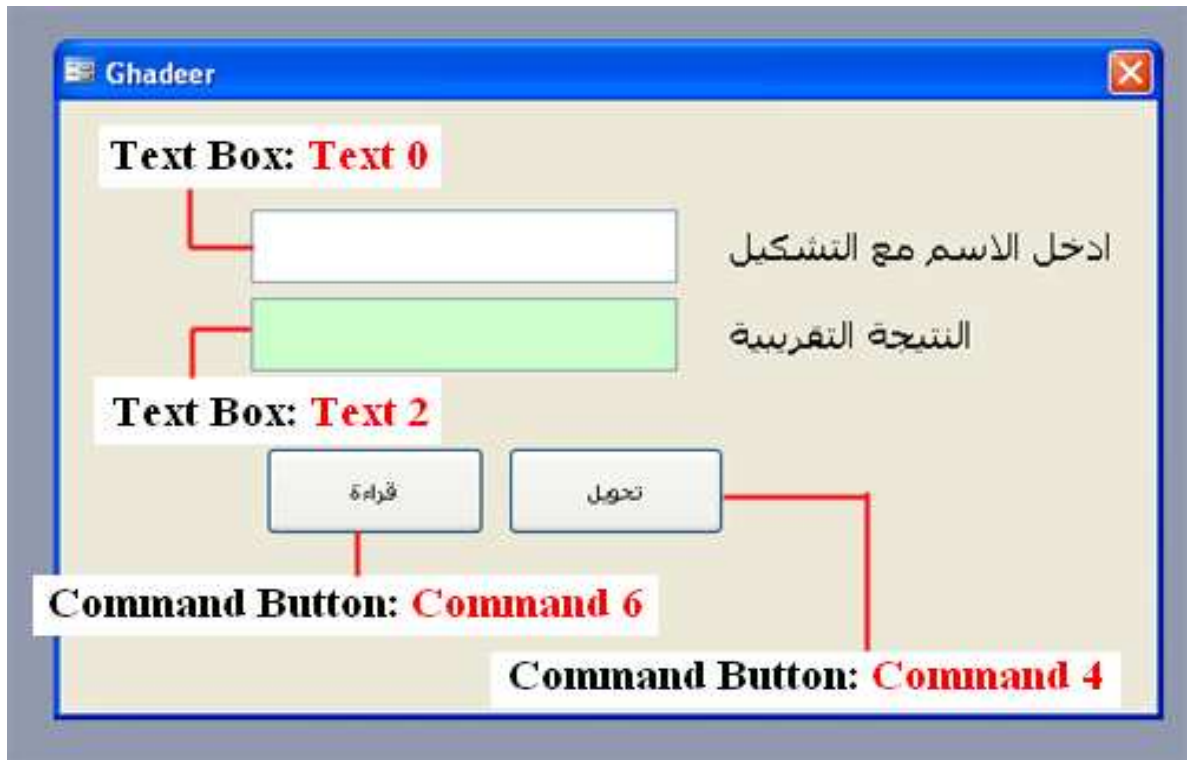 Ghadeer
Text Box: Text 0
ادخل الاسم مع التشكيل
النتيجة التقريبية
Text Box: Text 2
تحويل
قراءة
Command Button: Command 6
Command Button: Command 4